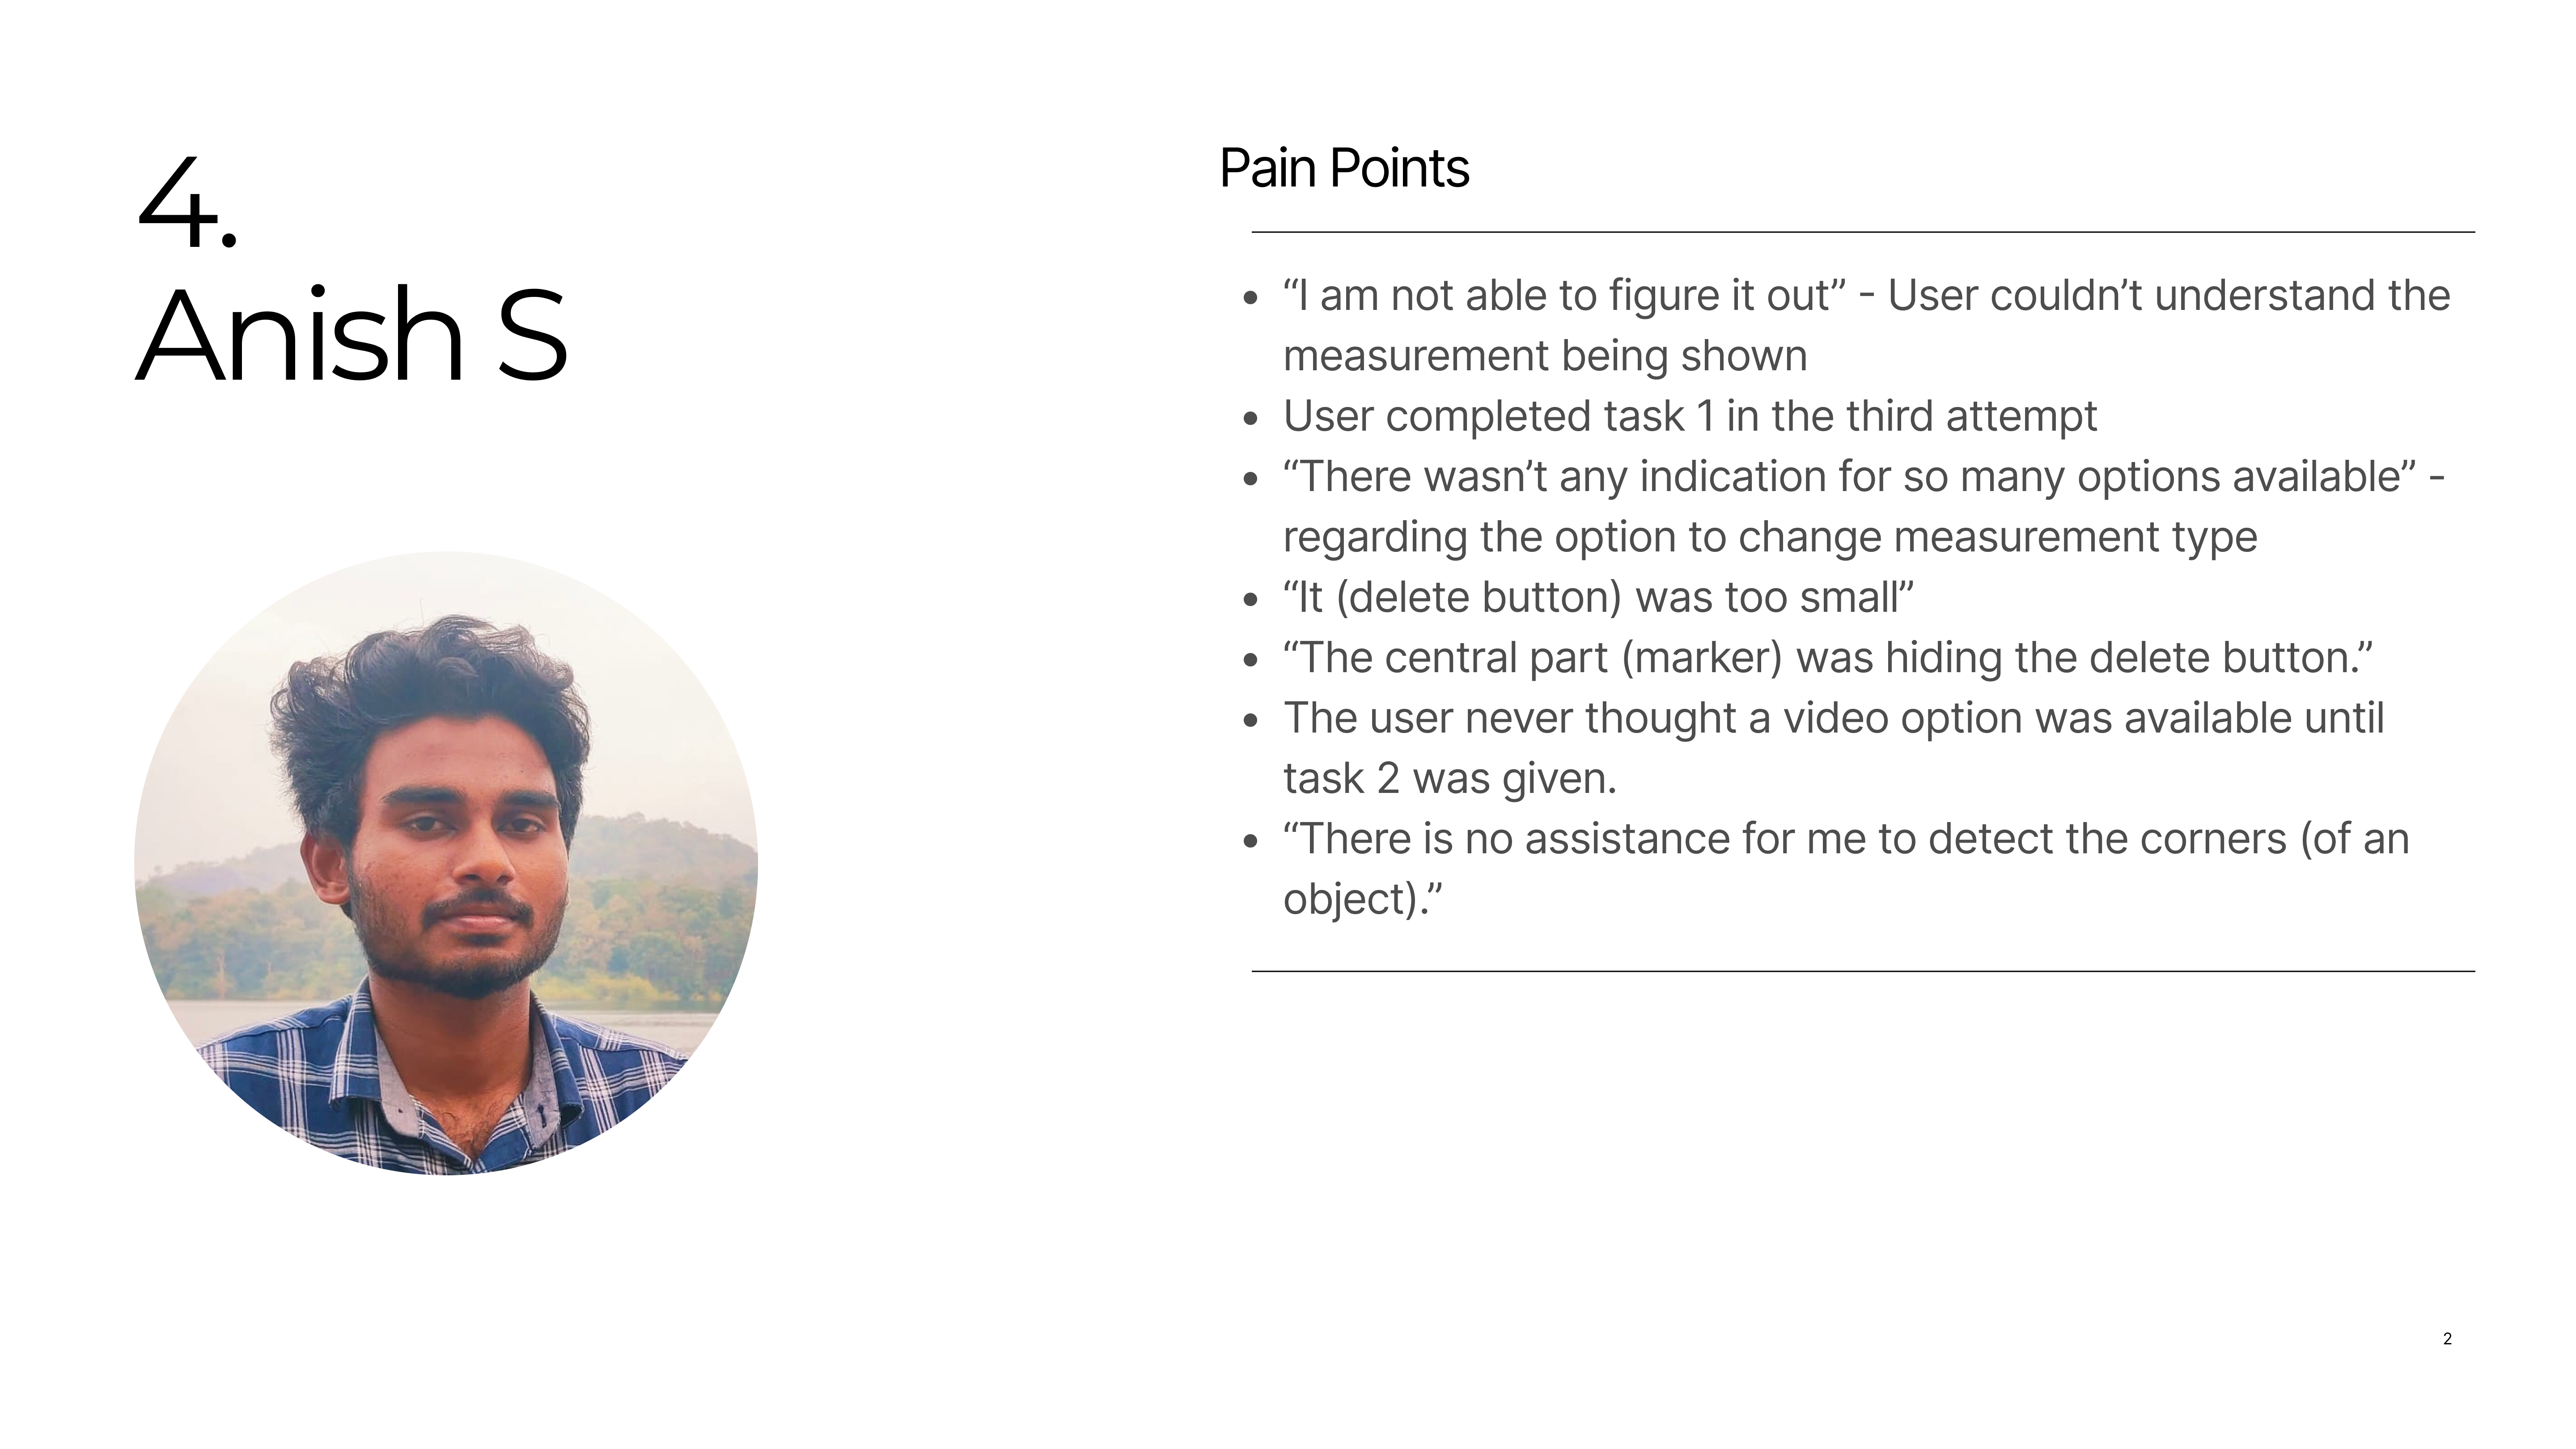 4.
Anish S
Pain Points
• “I am not able to figure it out” - User couldn’t understand the
measurement being shown
• User completed task 1 in the third attempt
• “There wasn’t any indication for so many options available” -
regarding the option to change measurement type
• “It (delete button) was too small”
• “The central part (marker) was hiding the delete button.”
• The user never thought a video option was available until
task 2 was given.
• “There is no assistance for me to detect the corners (of an
object).”
2